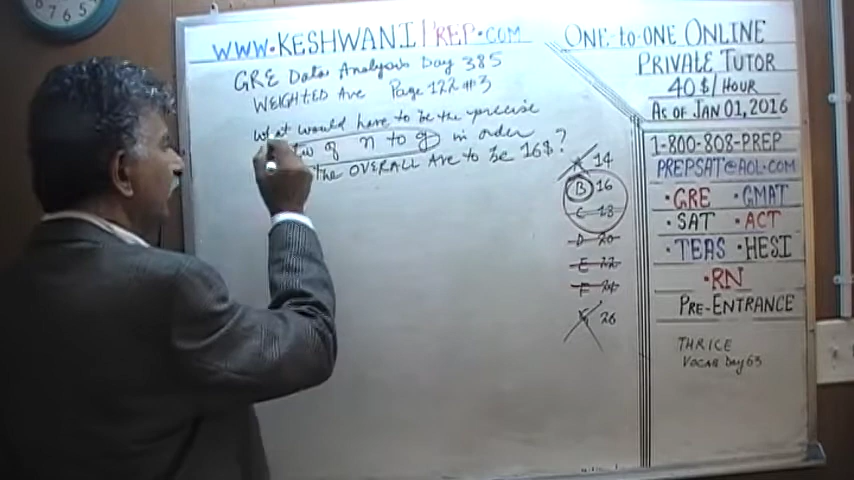 WWW.KESHWANIPREP.COM
GRE Data Analysis Day 385
WEIGHTED Ave Page 122 #3
What would have to be the precise
of n to g in order
the OVERALL AVE to be 16$?
A 14
B 16
C 18
D 20
E 22
F 24
G 26
ONE-TO-ONE ONLINE
PRIVATE TUTOR
40$/HOUR
AS OF JAN 01, 2016
1-800-808-PREP
PREPSAT@AOL.COM
•GRE •GMAT
•SAT •ACT
•TEAS •HESI
•RN
PRE-ENTRANCE
THRICE
VOCAB Day 63
7 6 5